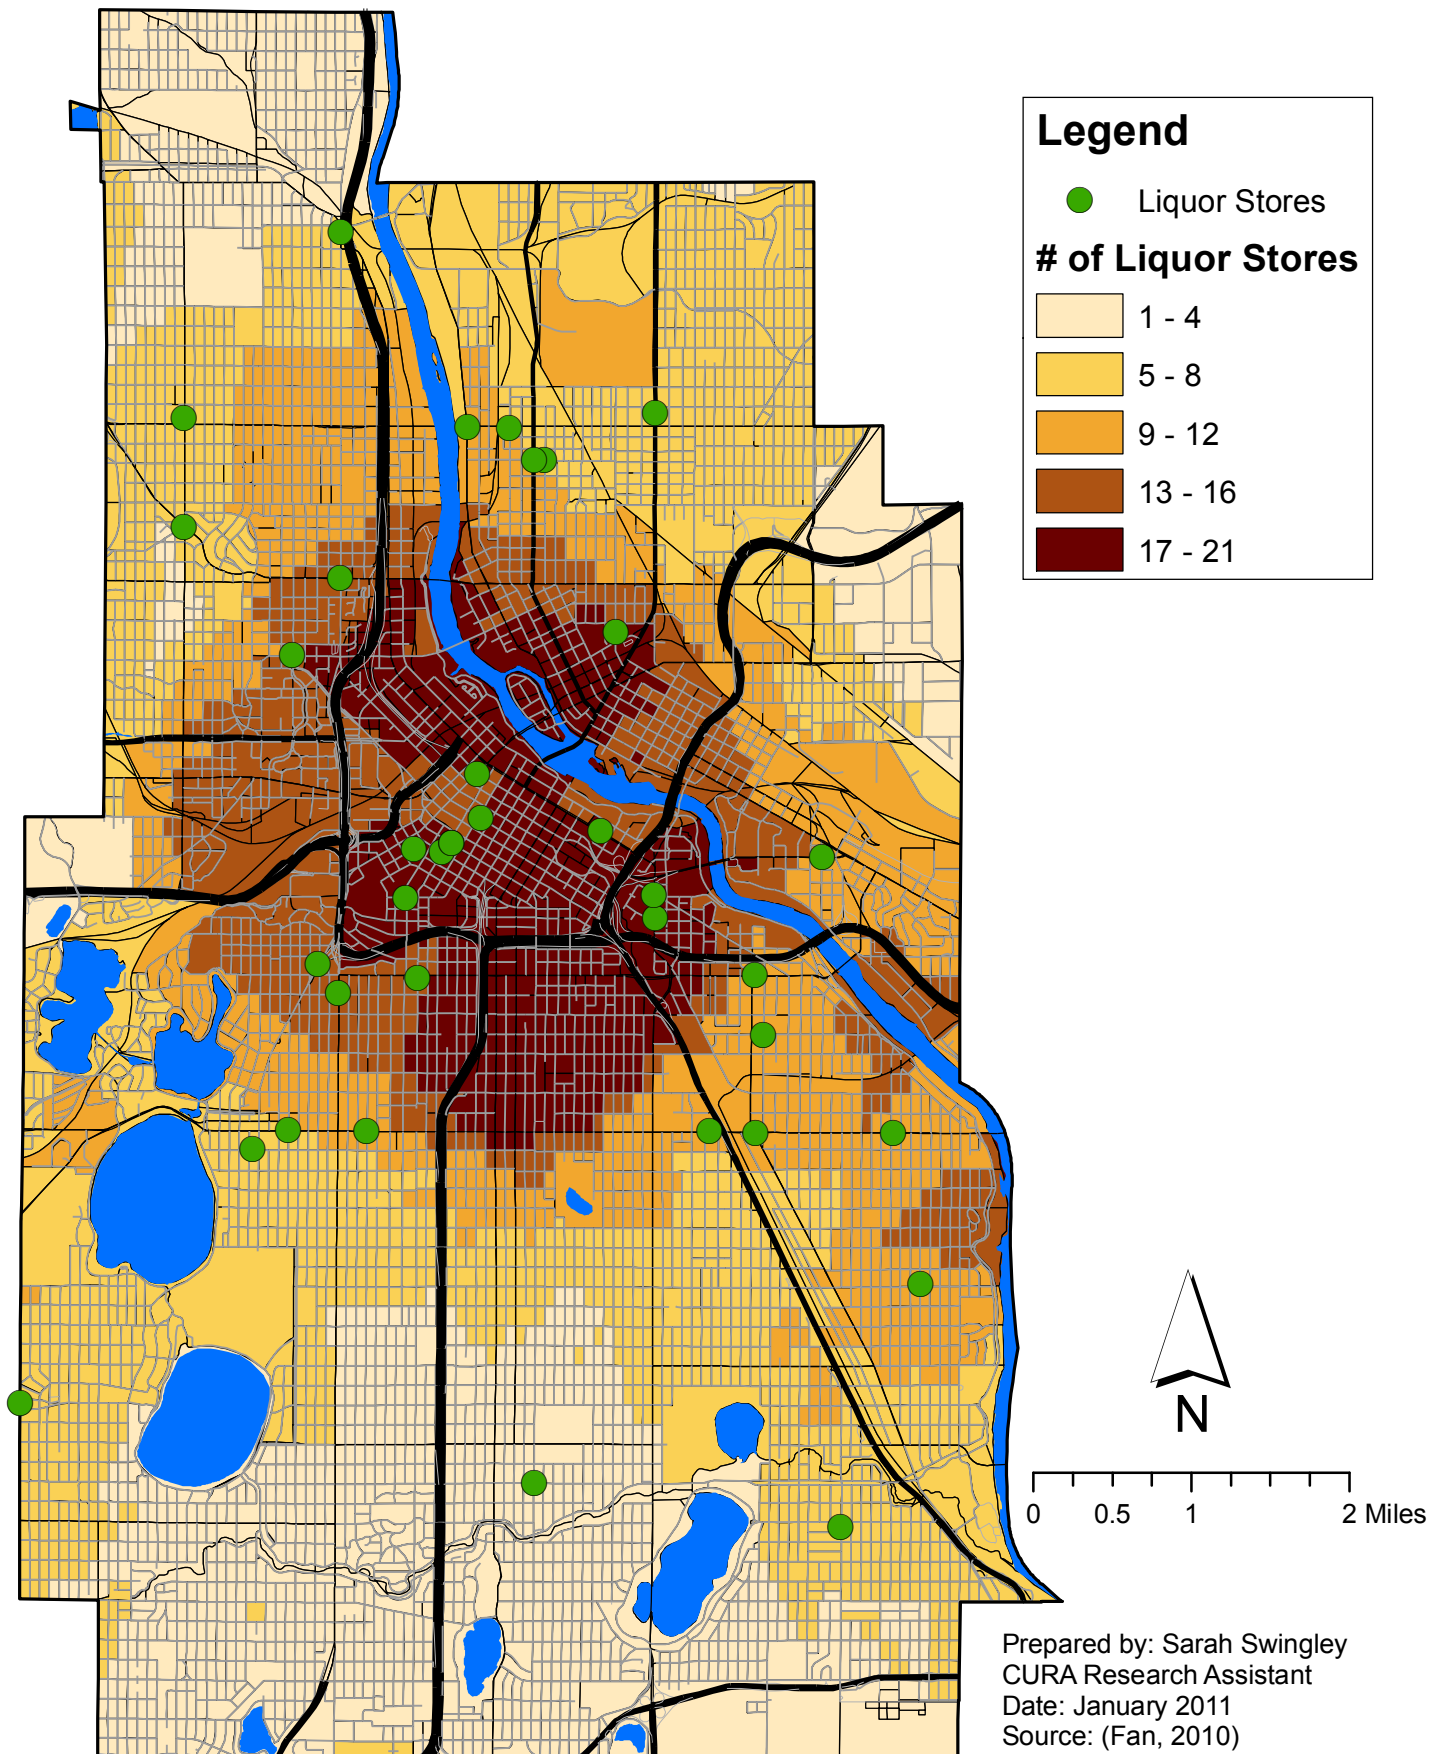 Legend
Liquor Stores
# of Liquor Stores
1 - 4
5 - 8
9 - 12
13 - 16
17 - 21
N
0 0.5 1 2 Miles
Prepared by: Sarah Swingley
CURA Research Assistant
Date: January 2011
Source: (Fan, 2010)